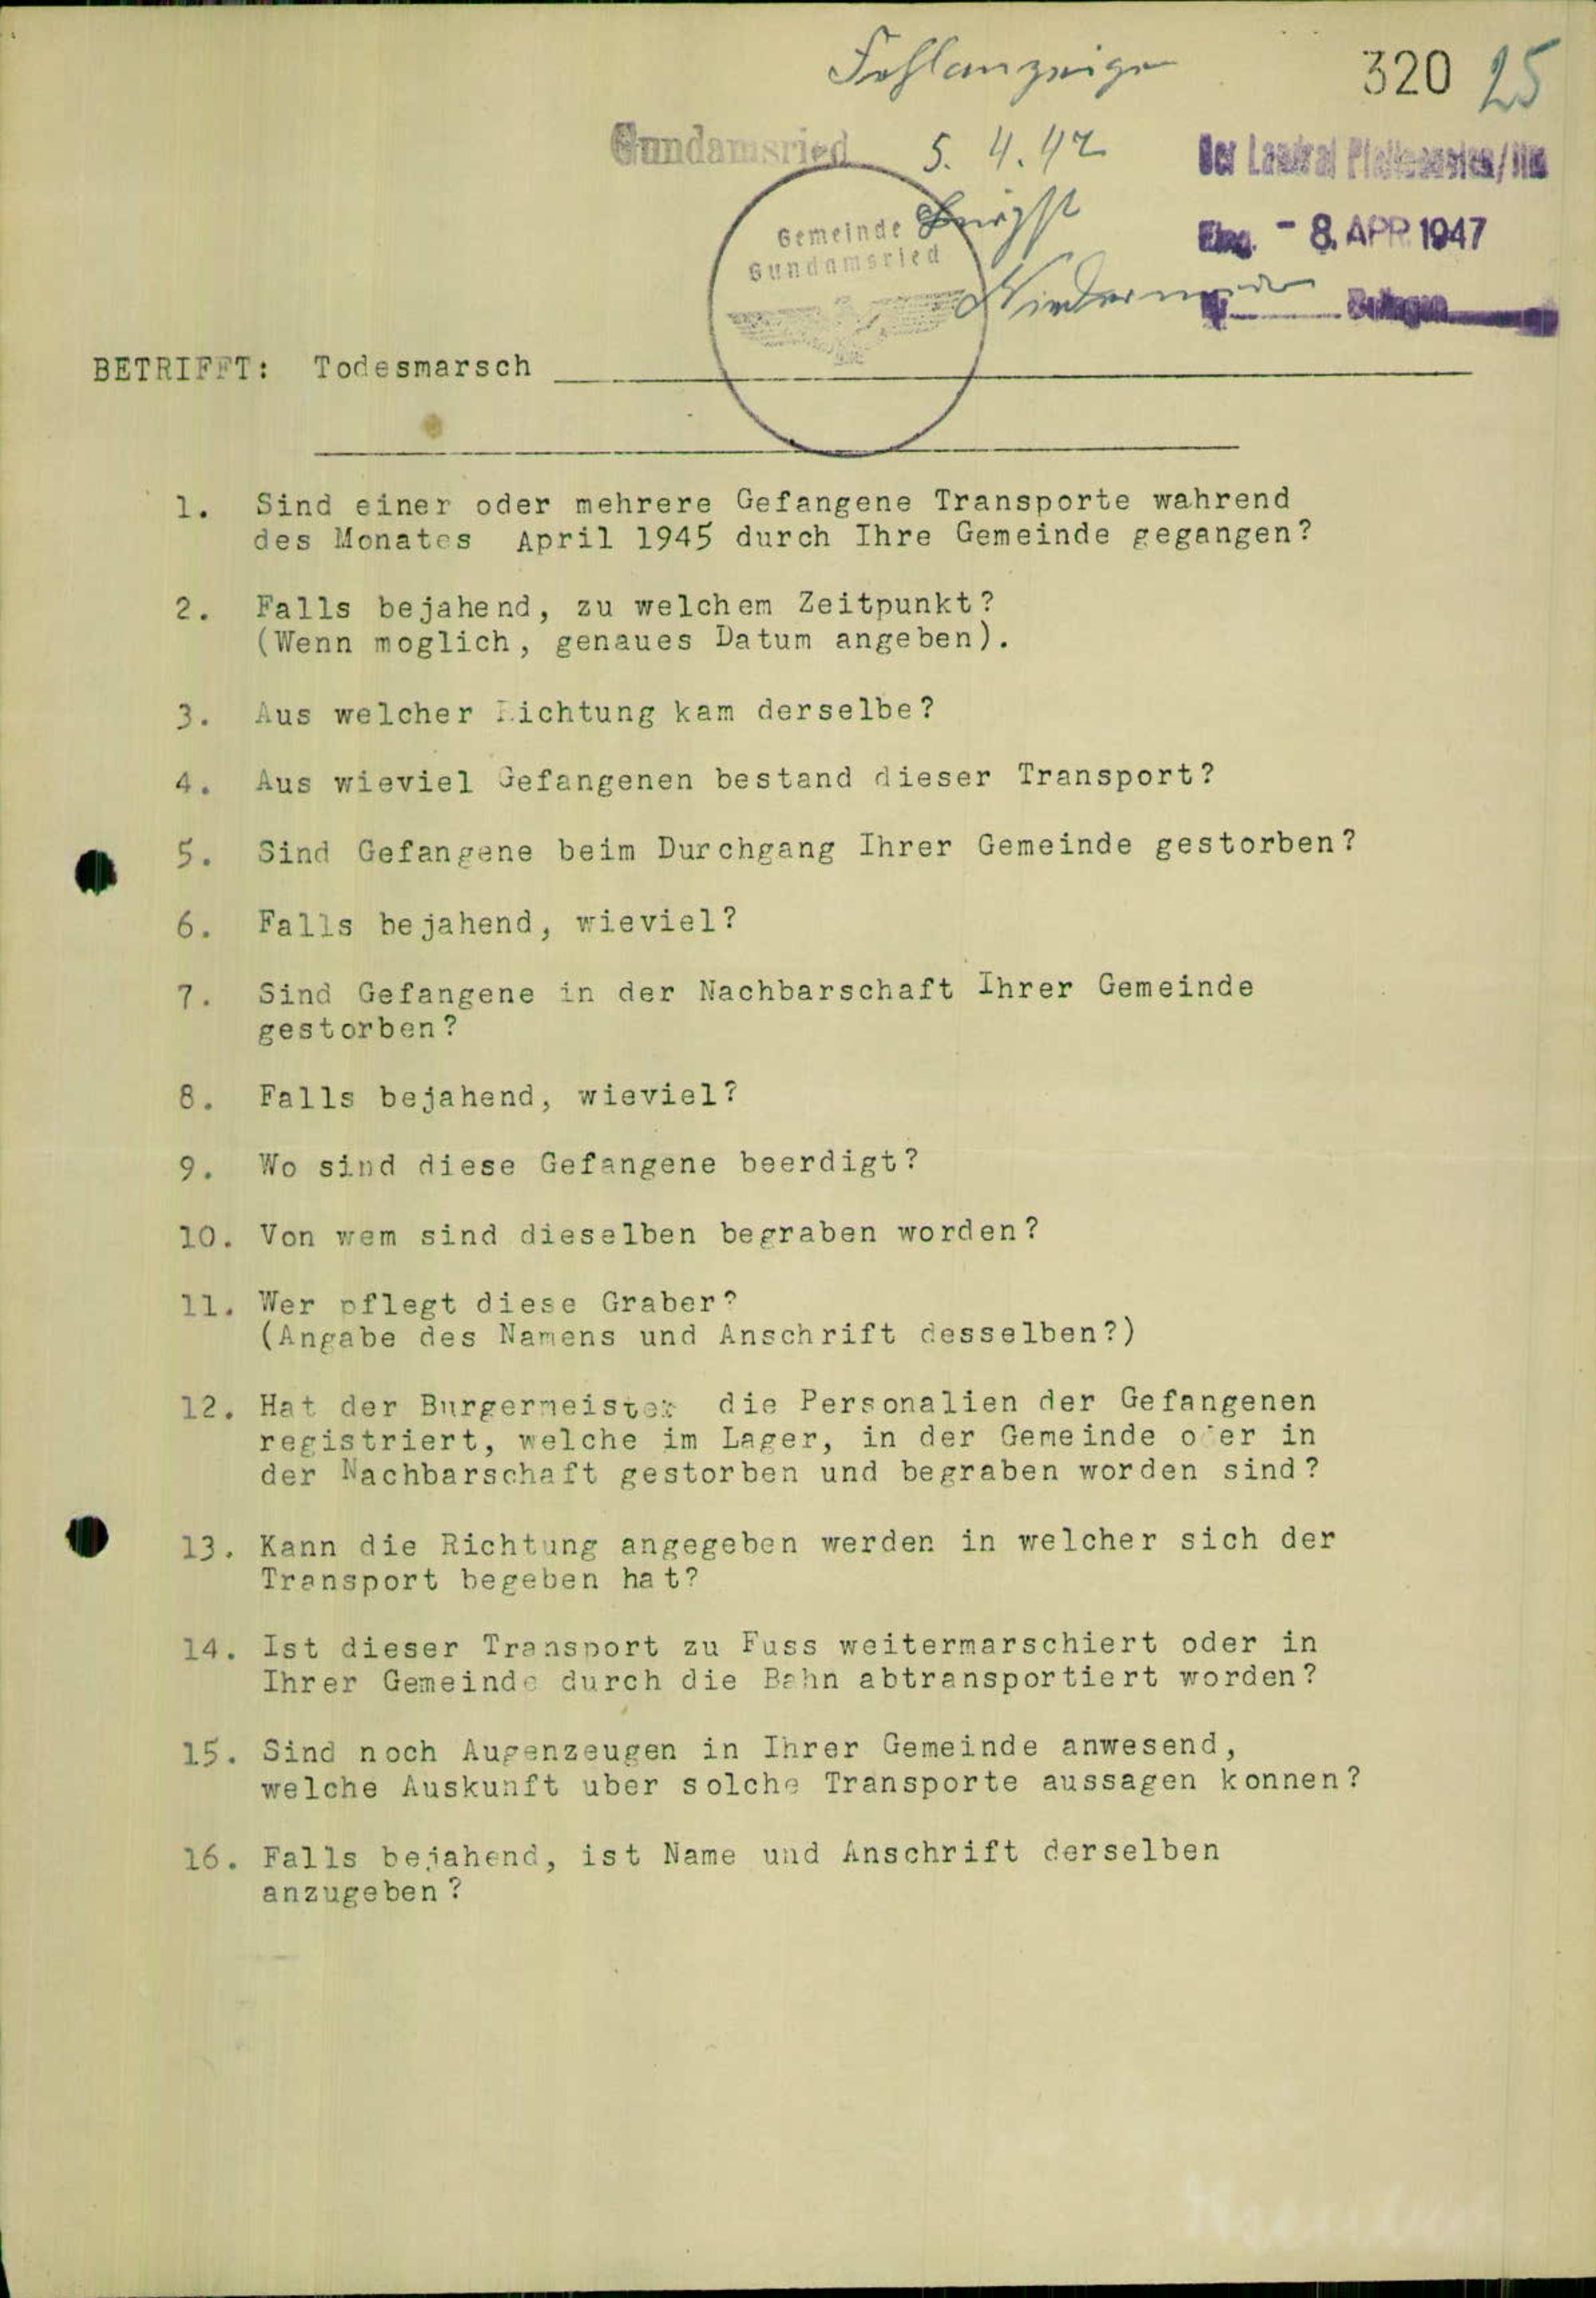 Fehlanzeige
320 25
Gundamsried 5. 4. 47
Der Landrat Pfaffenhofen/Ilm
Eing. - 8. APR. 1947
Gemeinde
Gundamsried
Niedermeier
Beilagen
BETRIFFT: Todesmarsch
1. Sind einer oder mehrere Gefangene Transporte wahrend
des Monates April 1945 durch Ihre Gemeinde gegangen?
2. Falls bejahend, zu welchem Zeitpunkt?
(Wenn moglich, genaues Datum angeben).
3. Aus welcher Richtung kam derselbe?
4. Aus wieviel Gefangenen bestand dieser Transport?
5. Sind Gefangene beim Durchgang Ihrer Gemeinde gestorben?
6. Falls bejahend, wieviel?
7. Sind Gefangene in der Nachbarschaft Ihrer Gemeinde
gestorben?
8. Falls bejahend, wieviel?
9. Wo sind diese Gefangene beerdigt?
10. Von wem sind dieselben begraben worden?
11. Wer pflegt diese Graber?
(Angabe des Namens und Anschrift desselben?)
12. Hat der Burgermeister die Personalien der Gefangenen
registriert, welche im Lager, in der Gemeinde oder in
der Nachbarschaft gestorben und begraben worden sind?
13. Kann die Richtung angegeben werden in welcher sich der
Transport begeben hat?
14. Ist dieser Transport zu Fuss weitermarschiert oder in
Ihrer Gemeinde durch die Bahn abtransportiert worden?
15. Sind noch Augenzeugen in Ihrer Gemeinde anwesend,
welche Auskunft uber solche Transporte aussagen konnen?
16. Falls bejahend, ist Name und Anschrift derselben
anzugeben?